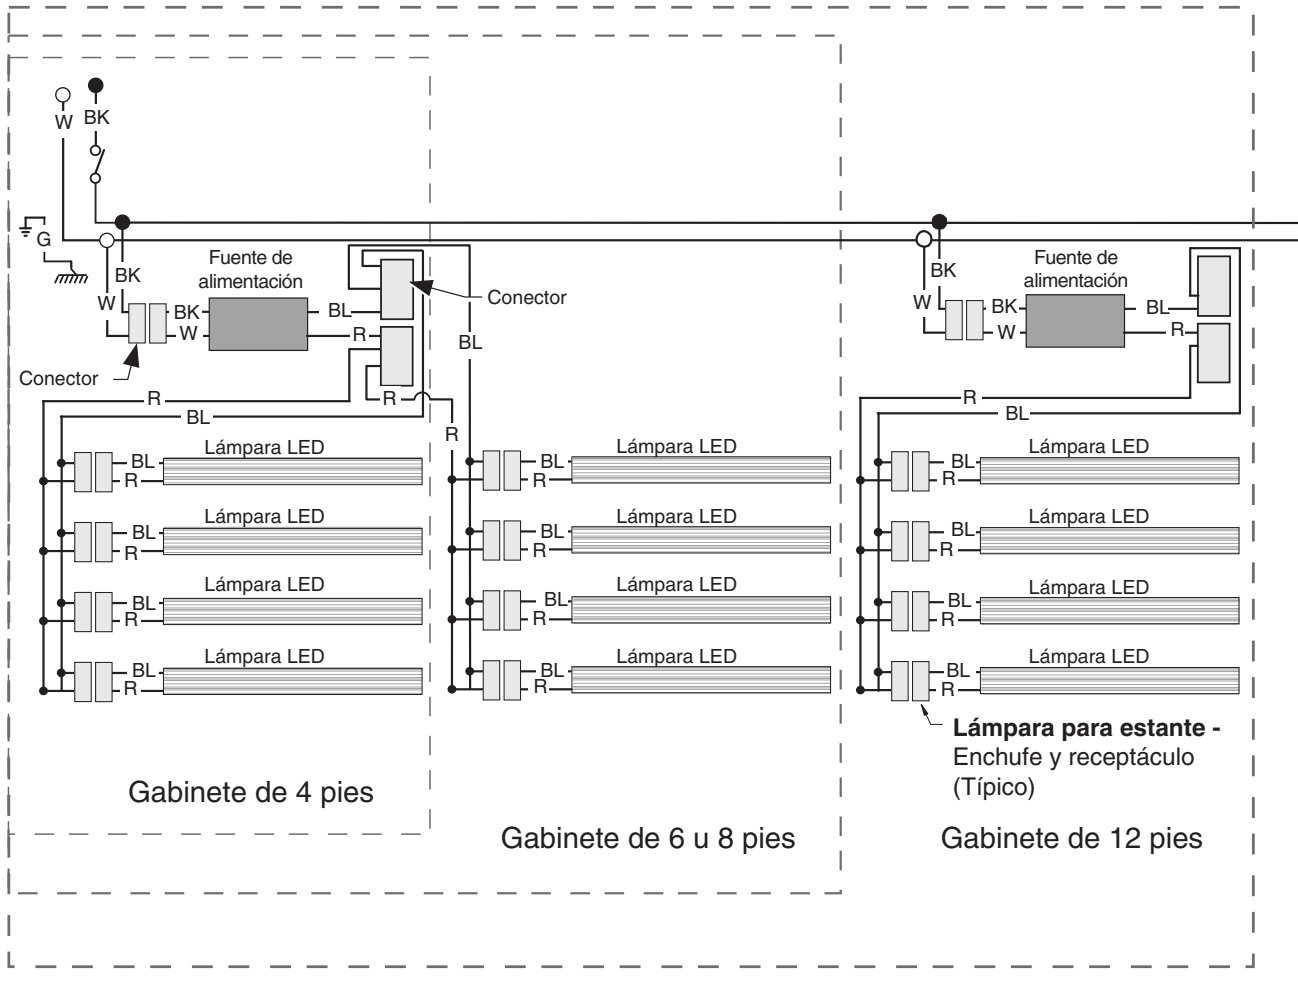 W
BK
G
BK
W
Fuente de
alimentación
BK
W
BL
R
Conector
Conector
BL
R
BL
R
R
Lámpara LED
BL
R
Lámpara LED
BL
R
Lámpara LED
BL
R
Lámpara LED
BL
R
Lámpara LED
BL
R
Lámpara LED
BL
R
Lámpara LED
BL
R
Lámpara LED
BL
R
BK
W
Fuente de
alimentación
BK
W
BL
R
R
BL
Lámpara LED
BL
R
Lámpara LED
BL
R
Lámpara LED
BL
R
Lámpara LED
BL
R
Lámpara para estante -
Enchufe y receptáculo
(Típico)
Gabinete de 4 pies
Gabinete de 6 u 8 pies
Gabinete de 12 pies